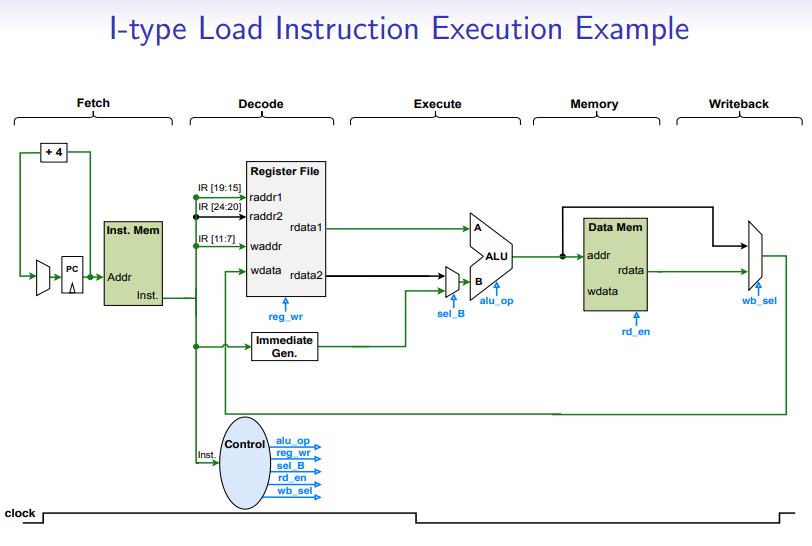 I-type Load Instruction Execution Example
Fetch
Decode
Execute
Memory
Writeback
+ 4
PC
Inst. Mem
Addr
Inst.
IR [19:15]
IR [24:20]
IR [11:7]
Register File
raddr1
raddr2
rdata1
waddr
wdata
rdata2
reg_wr
Immediate
Gen.
A
ALU
B
sel_B
alu_op
Data Mem
addr
rdata
wdata
rd_en
wb_sel
Inst.
Control
alu_op
reg_wr
sel_B
rd_en
wb_sel
clock